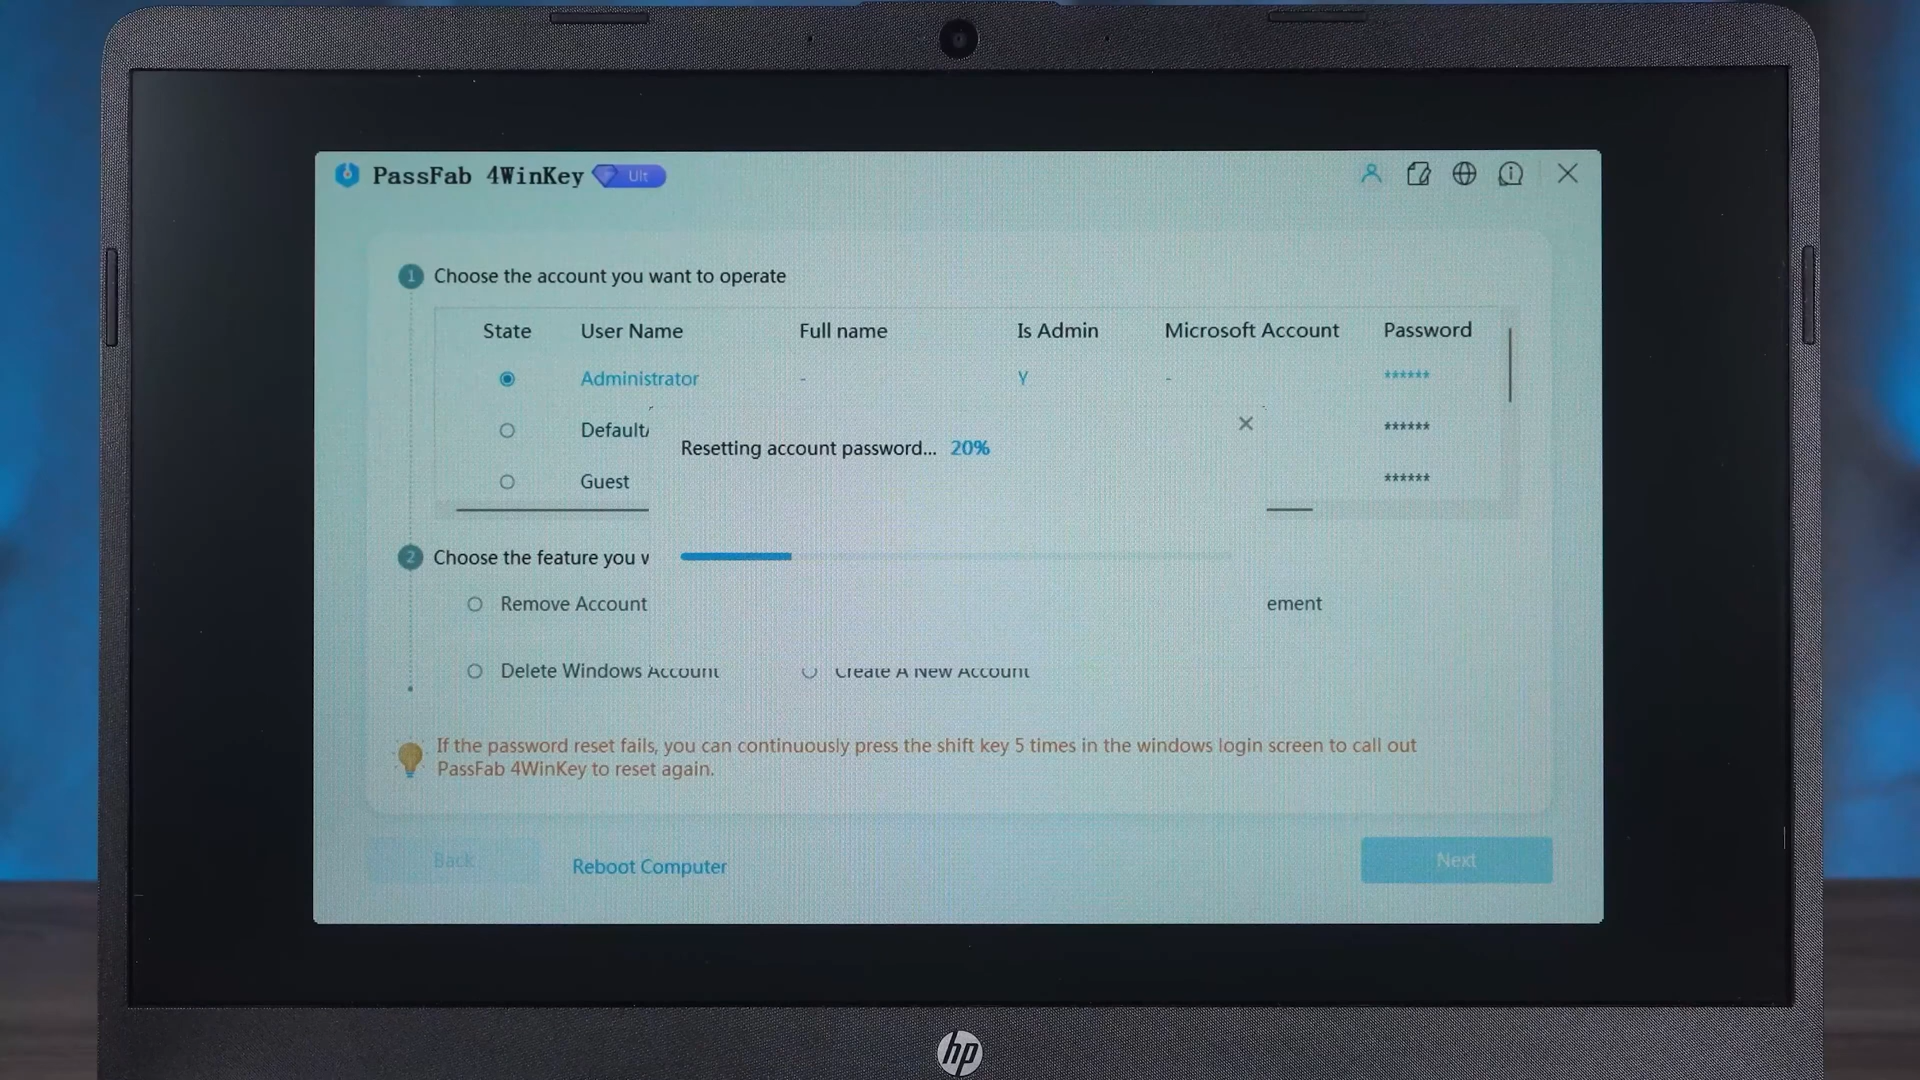 PassFab 4WinKey Ult
1 Choose the account you want to operate
State User Name Full name Is Admin Microsoft Account Password
Administrator - Y - ******
Default ******
Guest ******
Resetting account password... 20%
2 Choose the feature you
Remove Account ement
Delete Windows Account Create A New Account
If the password reset fails, you can continuously press the shift key 5 times in the windows login screen to call out
PassFab 4WinKey to reset again.
Back Reboot Computer Next
hp